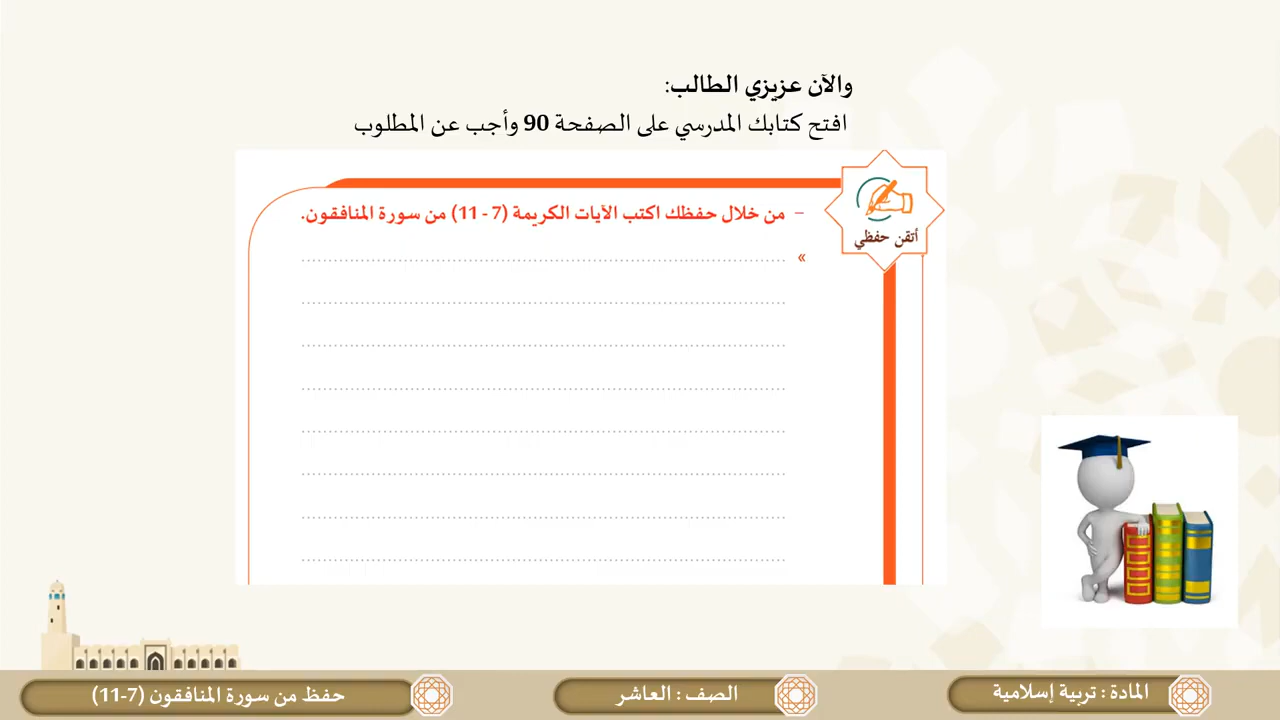 والآن عزيزي الطالب:
افتح كتابك المدرسي على الصفحة 90 وأجب عن المطلوب
أتقن حفظي
– من خلال حفظك اكتب الآيات الكريمة (7 - 11) من سورة المنافقون.
»
المادة : تربية إسلامية
الصف : العاشر
حفظ من سورة المنافقون (7-11)